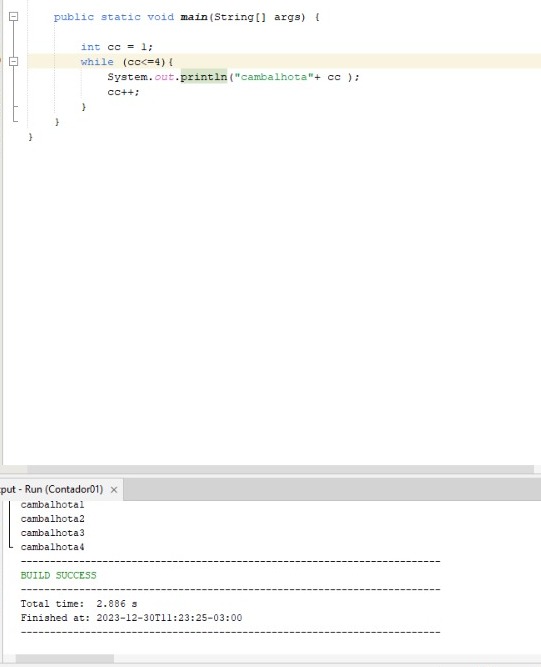 public static void main(String[] args) {
int cc = 1;
while (cc<=4){
System.out.println("cambalhota"+ cc );
cc++;
}
}
}
put - Run (Contador01) ×
cambalhota1
cambalhota2
cambalhota3
cambalhota4
------------------------------------------------------------------------
BUILD SUCCESS
------------------------------------------------------------------------
Total time:  2.886 s
Finished at: 2023-12-30T11:23:25-03:00
------------------------------------------------------------------------